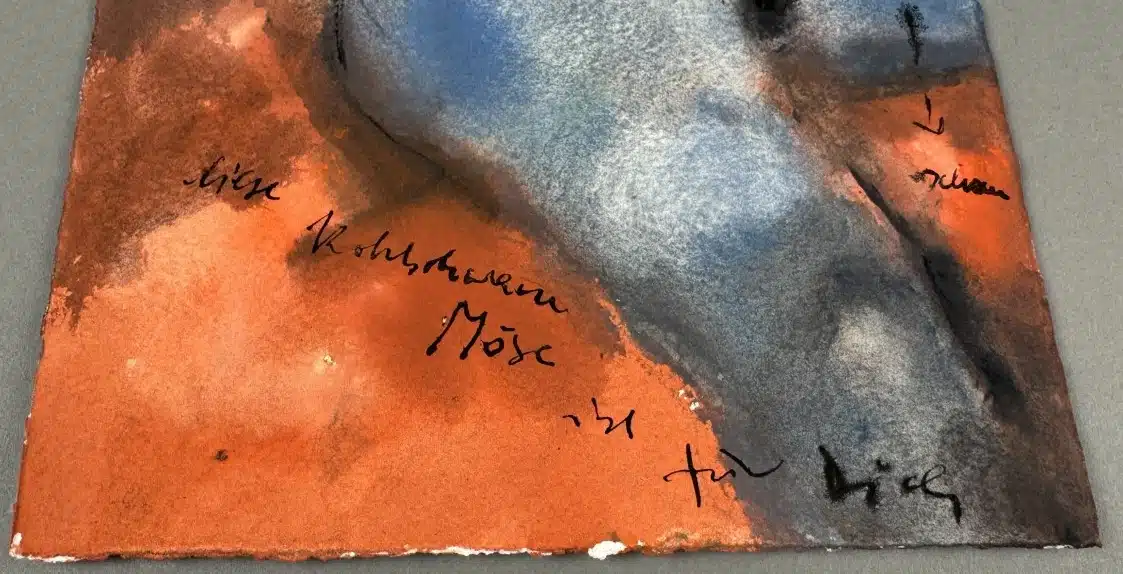 diese
Kohlschwarze
Möse
ist
für Dich